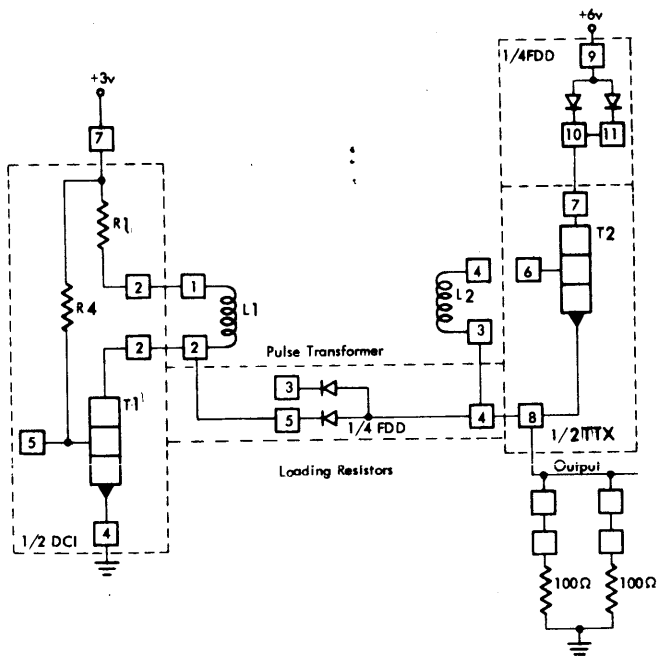 +6v
1/4FDD
9
10
11
+3v
7
R1
R4
2
1
L1
2
2
T1
5
4
1/2 DCI
Pulse Transformer
4
L2
3
6
7
T2
3
5
1/4 FDD
4
8
1/2TTX
Loading Resistors
Output
100Ω
100Ω